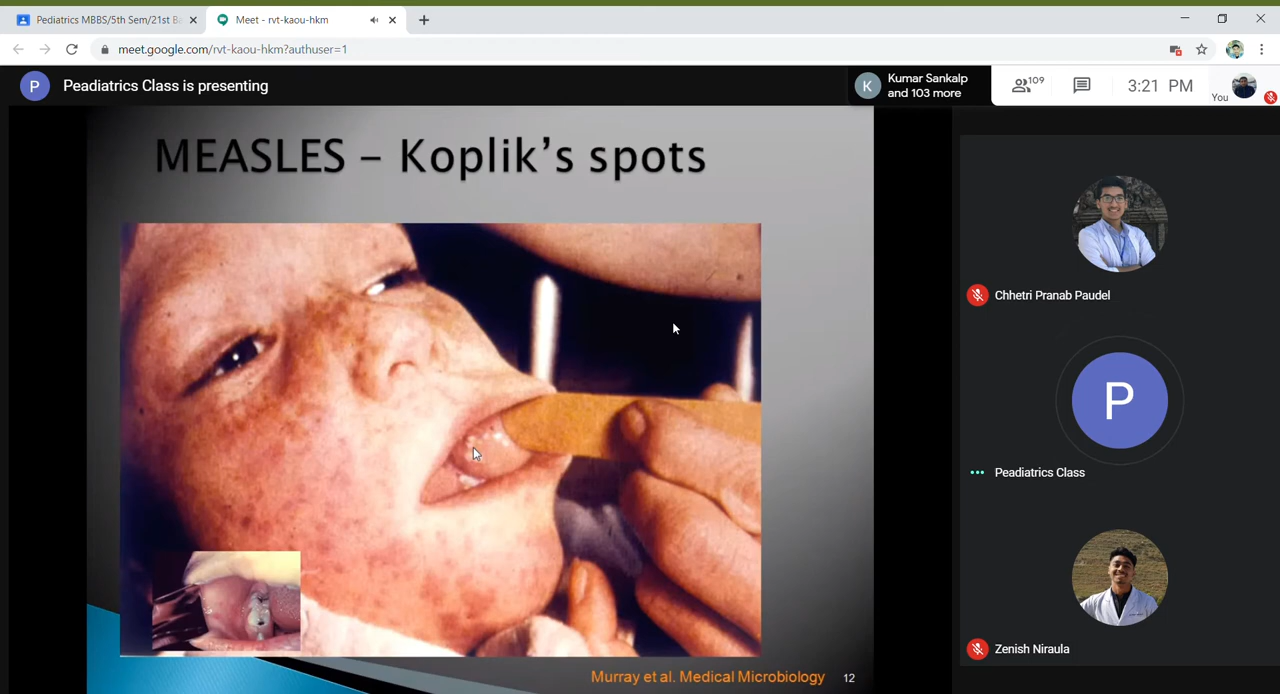 Pediatrics MBBS/5th Sem/21st B
Meet - rvt-kaou-hkm
meet.google.com/rvt-kaou-hkm?authuser=1
P
Peadiatrics Class is presenting
K
Kumar Sankalp
and 103 more
109
3:21 PM
You
MEASLES – Koplik's spots
Murray et al. Medical Microbiology
12
Chhetri Pranab Paudel
P
Peadiatrics Class
Zenish Niraula